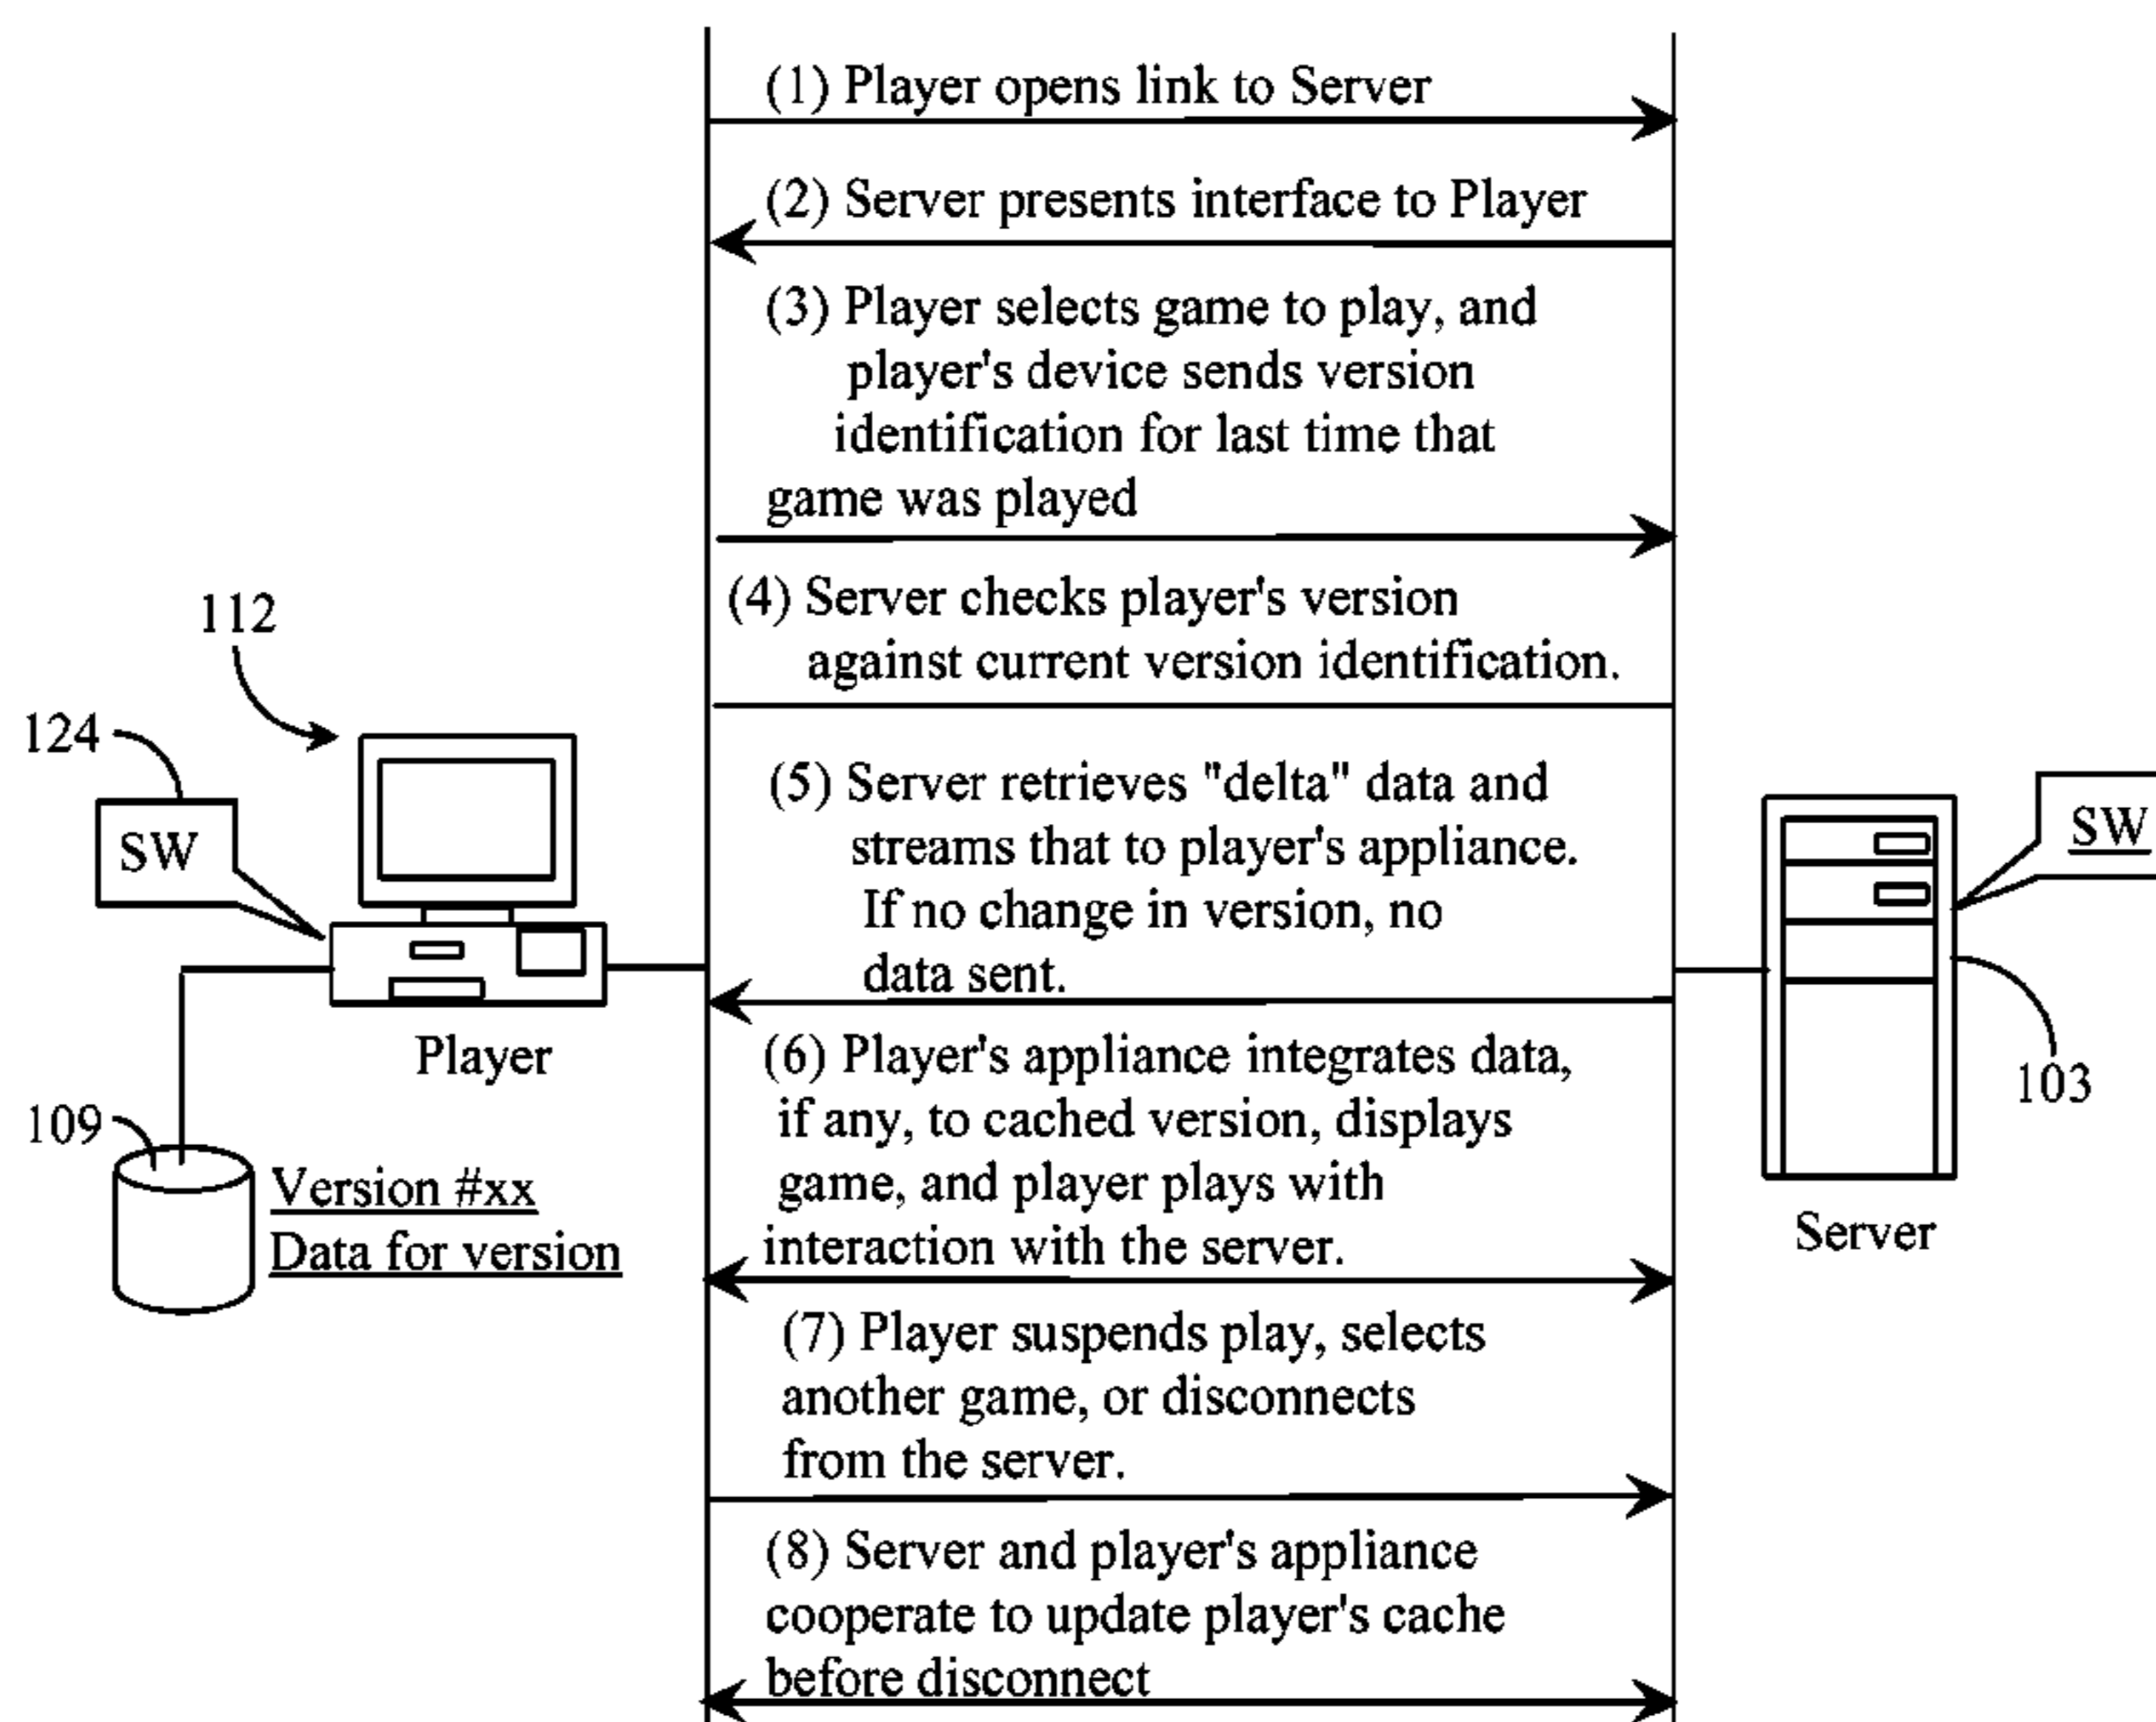 (1) Player opens link to Server
(2) Server presents interface to Player
(3) Player selects game to play, and
player's device sends version
identification for last time that
game was played
(4) Server checks player's version
against current version identification.
(5) Server retrieves "delta" data and
streams that to player's appliance.
If no change in version, no
data sent.
(6) Player's appliance integrates data,
if any, to cached version, displays
game, and player plays with
interaction with the server.
(7) Player suspends play, selects
another game, or disconnects
from the server.
(8) Server and player's appliance
cooperate to update player's cache
before disconnect
112
124
SW
Player
109
Version #xx
Data for version
SW
103
Server